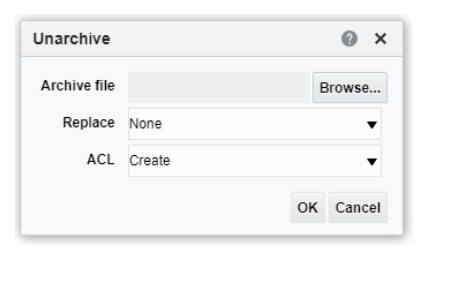 Unarchive
Archive file Browse...
Replace None
ACL Create
OK Cancel